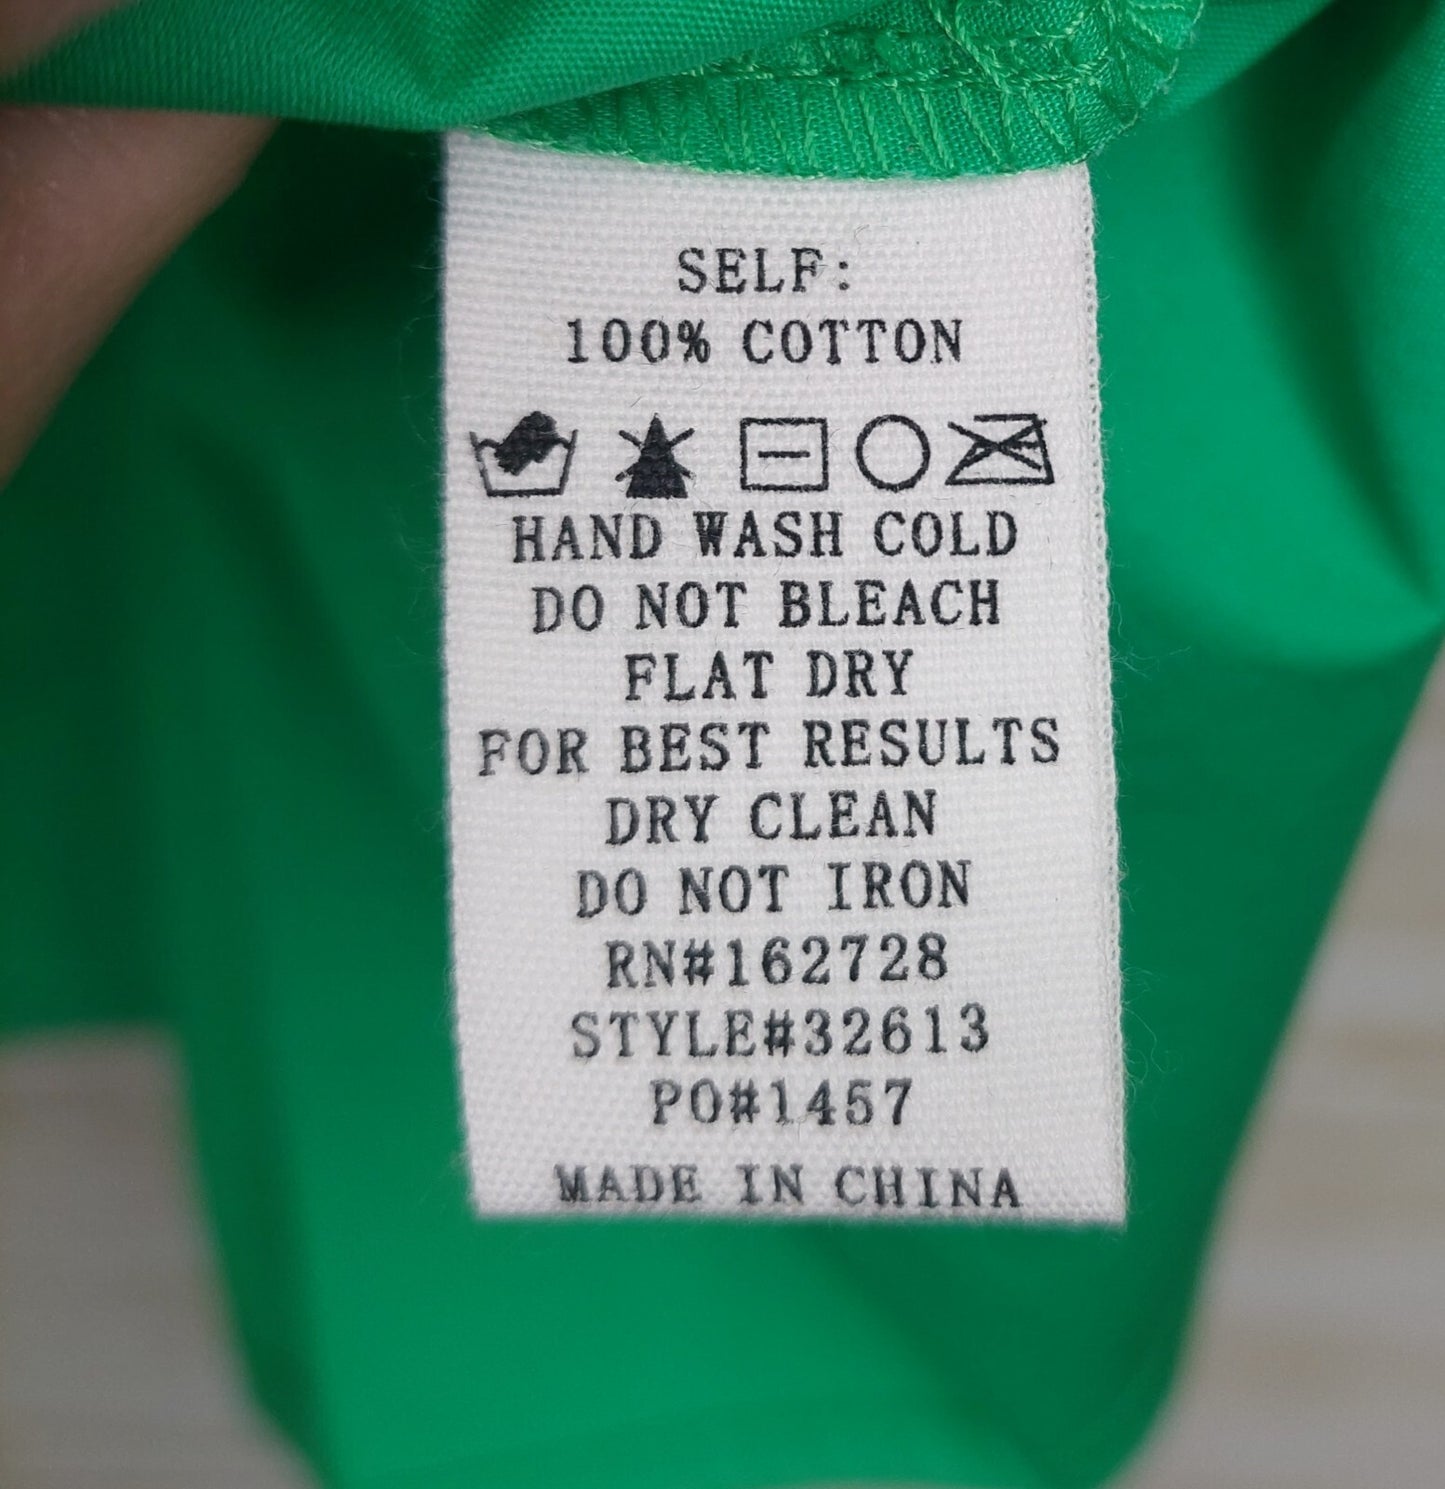 SELF:
100% COTTON
HAND WASH COLD
DO NOT BLEACH
FLAT DRY
FOR BEST RESULTS
DRY CLEAN
DO NOT IRON
RN#162728
STYLE#32613
PO#1457
MADE IN CHINA